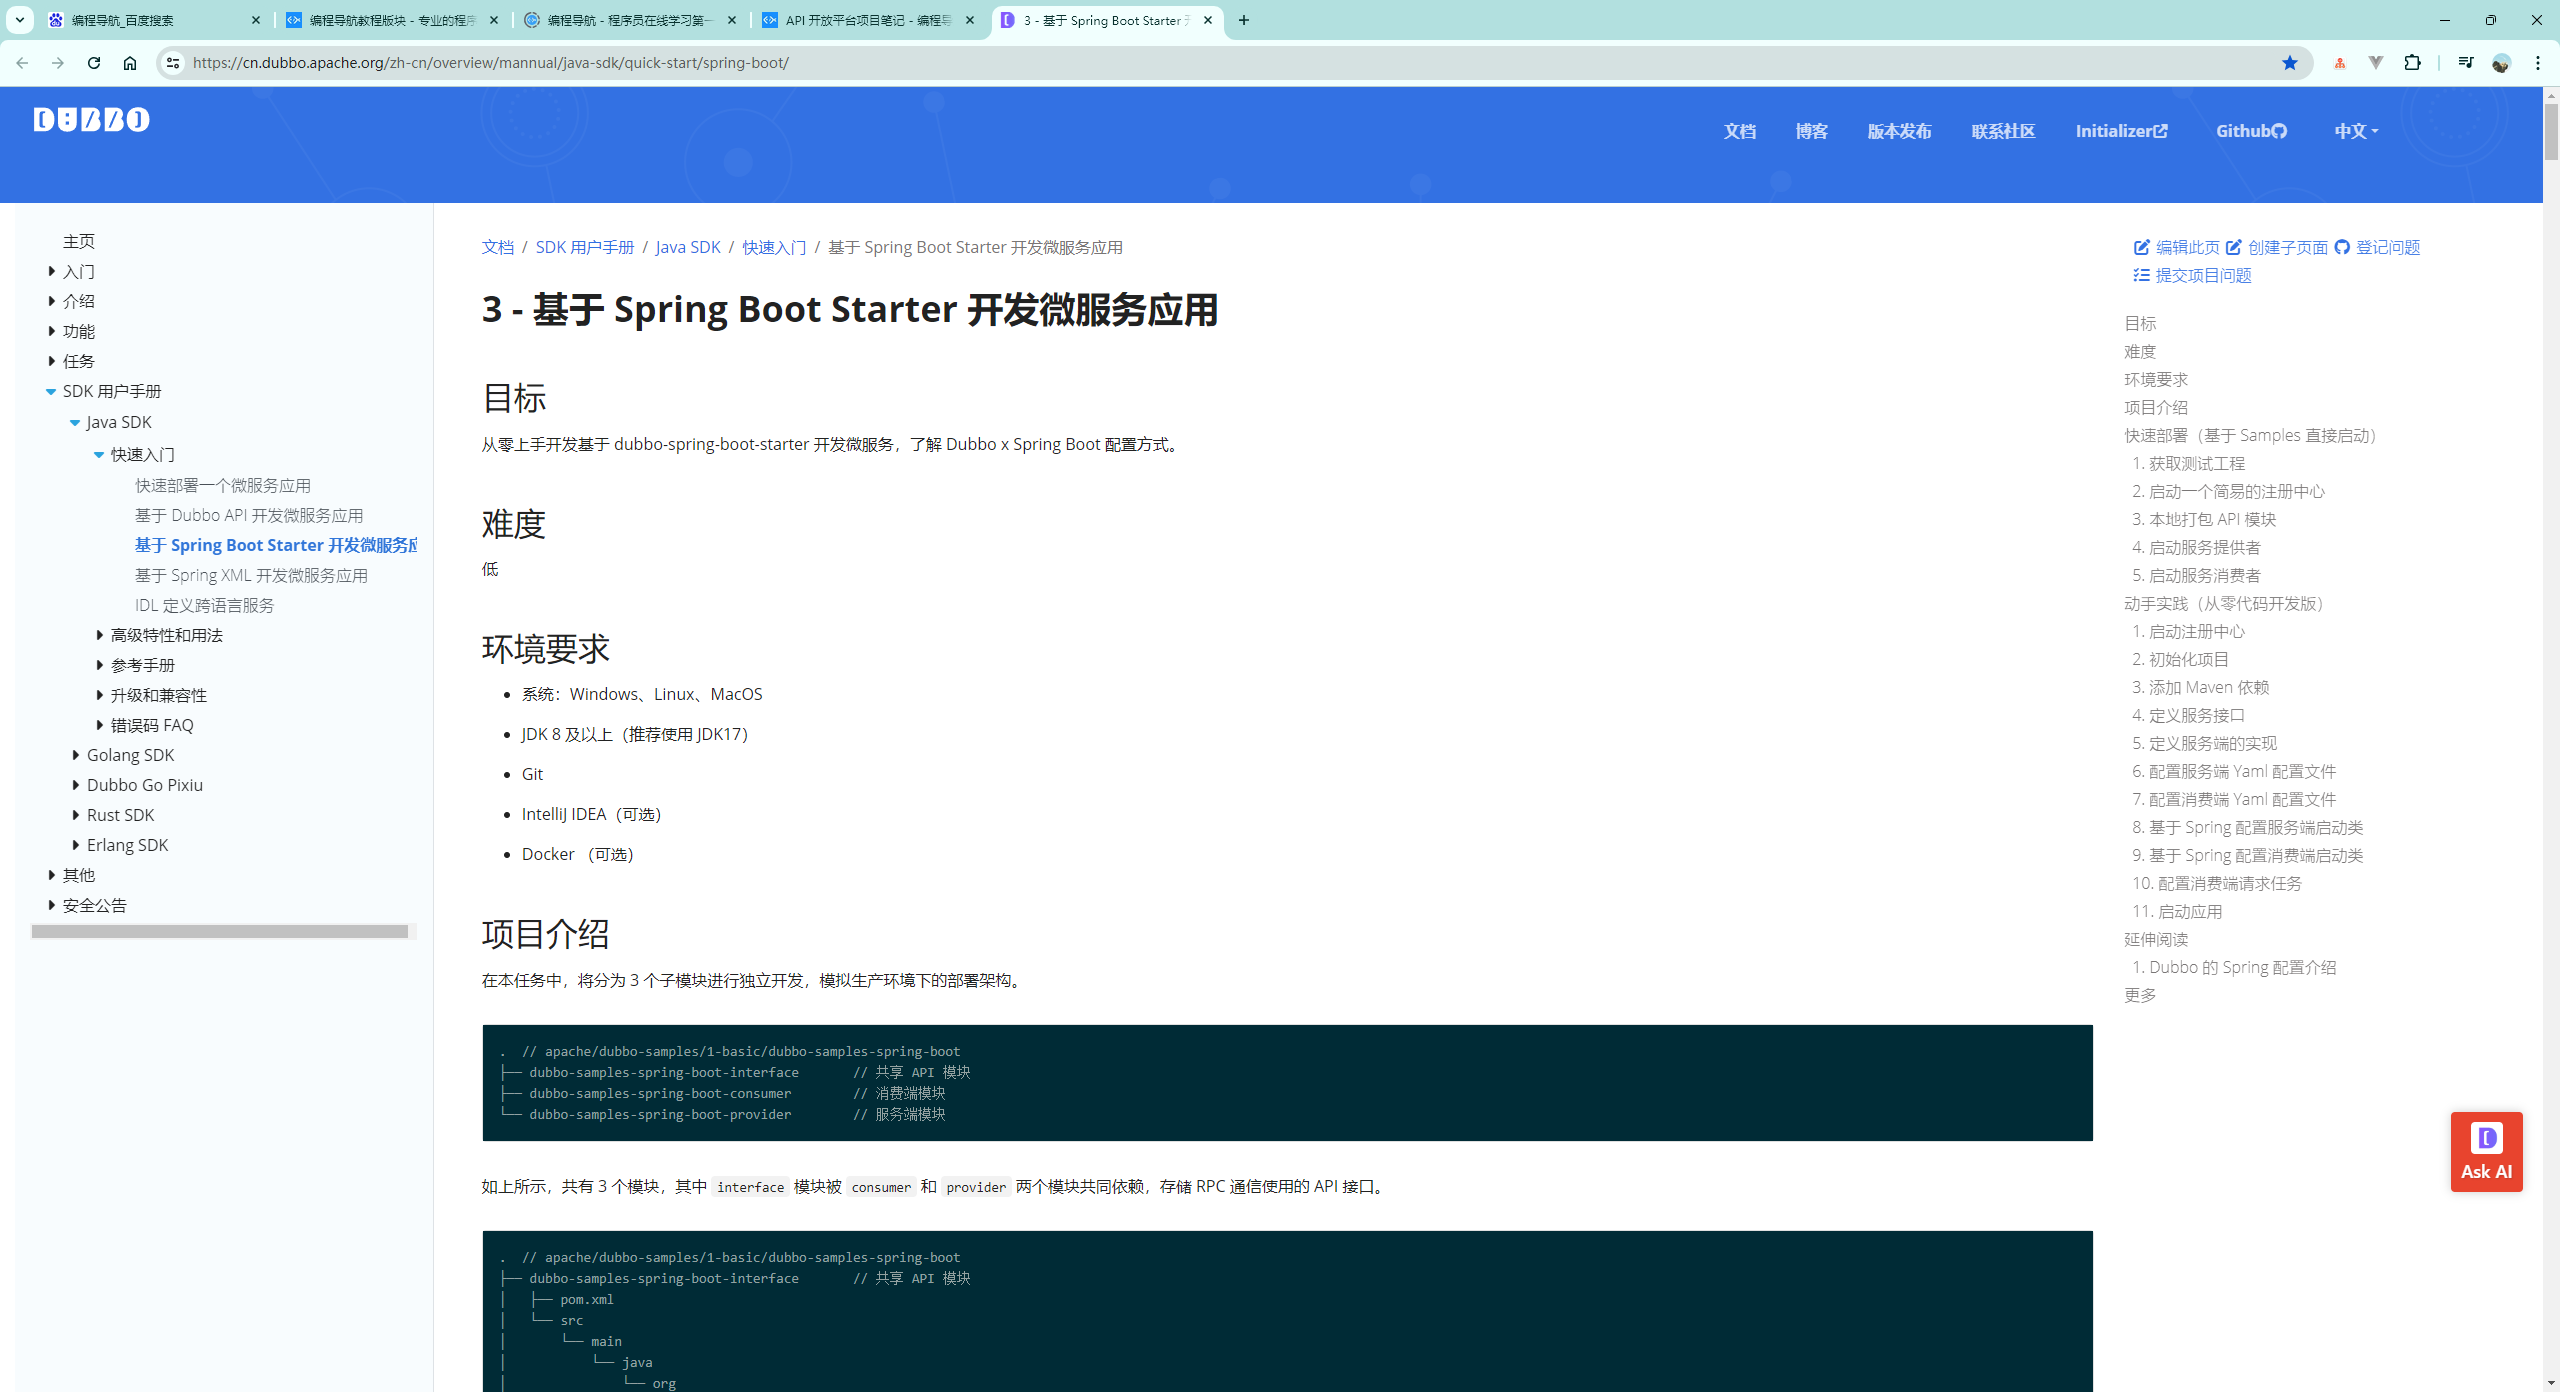 编程导航_百度搜索
编程导航教程版块 - 专业的程序
编程导航 - 程序员在线学习第一
API 开放平台项目笔记 - 编程导
3 - 基于 Spring Boot Starter 开
https://cn.dubbo.apache.org/zh-cn/overview/mannual/java-sdk/quick-start/spring-boot/
DUBBO
文档
博客
版本发布
联系社区
Initializer
Github
中文
主页
入门
介绍
功能
任务
SDK 用户手册
Java SDK
快速入门
快速部署一个微服务应用
基于 Dubbo API 开发微服务应用
基于 Spring Boot Starter 开发微服务应
基于 Spring XML 开发微服务应用
IDL 定义跨语言服务
高级特性和用法
参考手册
升级和兼容性
错误码 FAQ
Golang SDK
Dubbo Go Pixiu
Rust SDK
Erlang SDK
其他
安全公告
文档 / SDK 用户手册 / Java SDK / 快速入门 / 基于 Spring Boot Starter 开发微服务应用
3 - 基于 Spring Boot Starter 开发微服务应用
目标
从零上手开发基于 dubbo-spring-boot-starter 开发微服务，了解 Dubbo x Spring Boot 配置方式。
难度
低
环境要求
• 系统：Windows、Linux、MacOS
• JDK 8 及以上（推荐使用 JDK17）
• Git
• IntelliJ IDEA（可选）
• Docker （可选）
项目介绍
在本任务中，将分为 3 个子模块进行独立开发，模拟生产环境下的部署架构。
.  // apache/dubbo-samples/1-basic/dubbo-samples-spring-boot
├── dubbo-samples-spring-boot-interface       // 共享 API 模块
├── dubbo-samples-spring-boot-consumer        // 消费端模块
└── dubbo-samples-spring-boot-provider        // 服务端模块
如上所示，共有 3 个模块，其中 interface 模块被 consumer 和 provider 两个模块共同依赖，存储 RPC 通信使用的 API 接口。
.  // apache/dubbo-samples/1-basic/dubbo-samples-spring-boot
├── dubbo-samples-spring-boot-interface       // 共享 API 模块
│   ├── pom.xml
│   └── src
│       └── main
│           └── java
│               └── org
编辑此页 创建子页面 登记问题
提交项目问题
目标
难度
环境要求
项目介绍
快速部署（基于 Samples 直接启动）
1. 获取测试工程
2. 启动一个简易的注册中心
3. 本地打包 API 模块
4. 启动服务提供者
5. 启动服务消费者
动手实践（从零代码开发版）
1. 启动注册中心
2. 初始化项目
3. 添加 Maven 依赖
4. 定义服务接口
5. 定义服务端的实现
6. 配置服务端 Yaml 配置文件
7. 配置消费端 Yaml 配置文件
8. 基于 Spring 配置服务端启动类
9. 基于 Spring 配置消费端启动类
10. 配置消费端请求任务
11. 启动应用
延伸阅读
1. Dubbo 的 Spring 配置介绍
更多
Ask AI